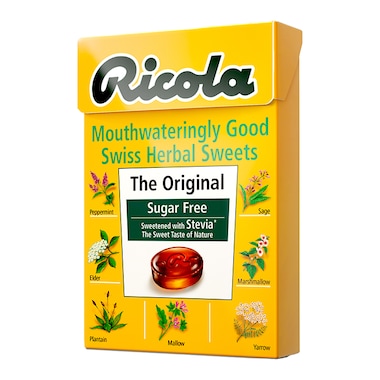 Ricola
Mouthwateringly Good
Swiss Herbal Sweets
The Original
Sugar Free
Sweetened with Stevia*
The Sweet Taste of Nature
Peppermint
Sage
Elder
Marshmallow
Plantain
Mallow
Yarrow